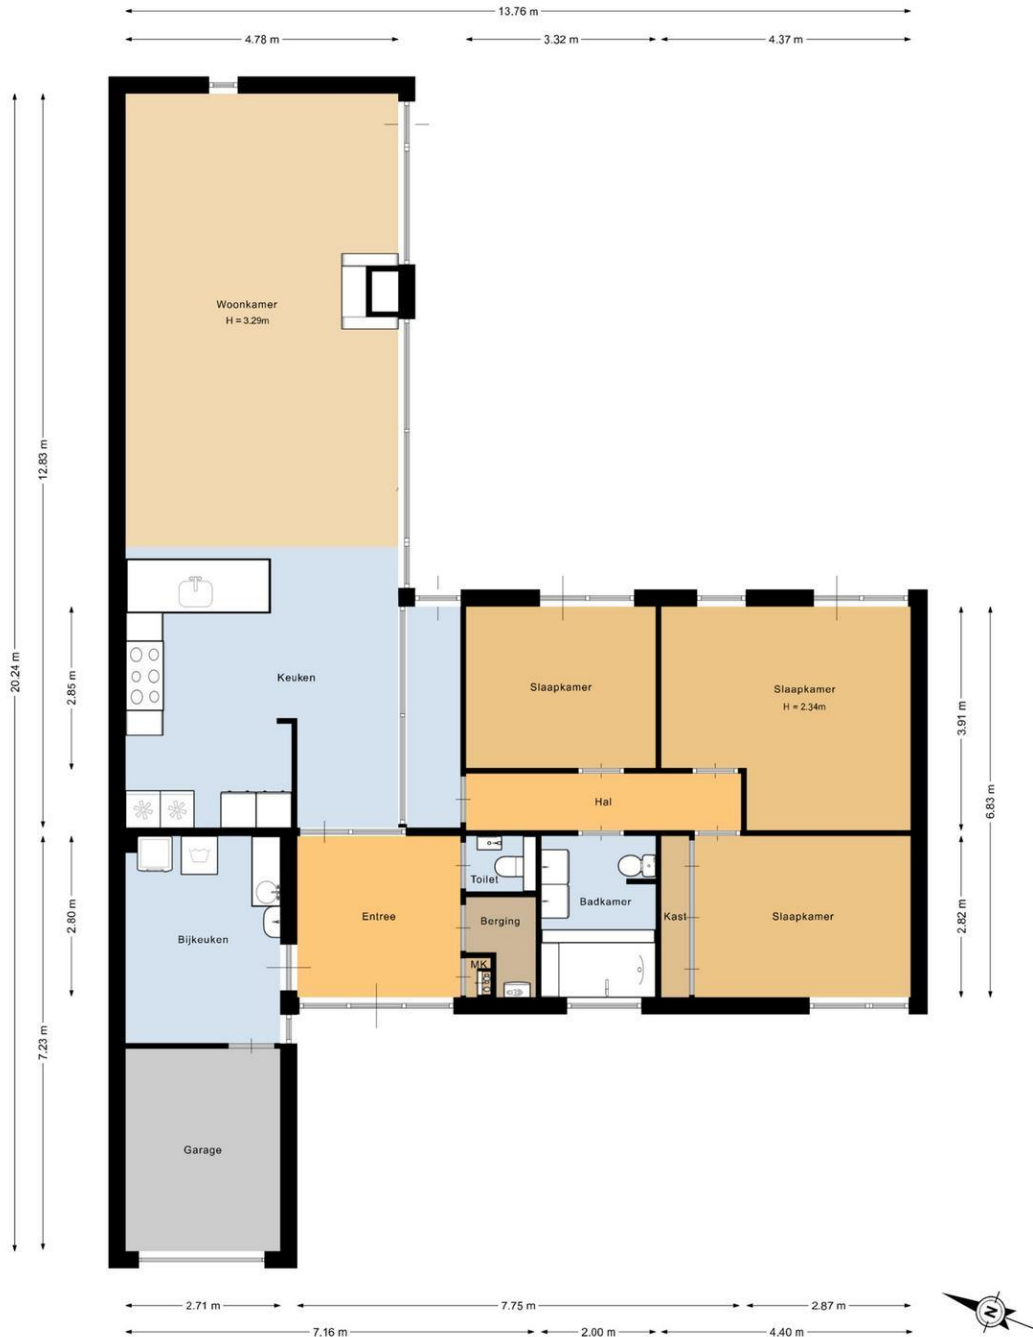 13.76 m
4.78 m
3.32 m
4.37 m
Woonkamer
H = 3.29m
12.83 m
20.24 m
2.85 m
Keuken
Slaapkamer
Slaapkamer
H = 2.34m
3.91 m
6.83 m
Hal
Toilet
Entree
Berging
Badkamer
Kast
Slaapkamer
2.80 m
2.82 m
Bijkeuken
MK
7.23 m
Garage
2.71 m
7.75 m
2.87 m
7.16 m
2.00 m
4.40 m
N